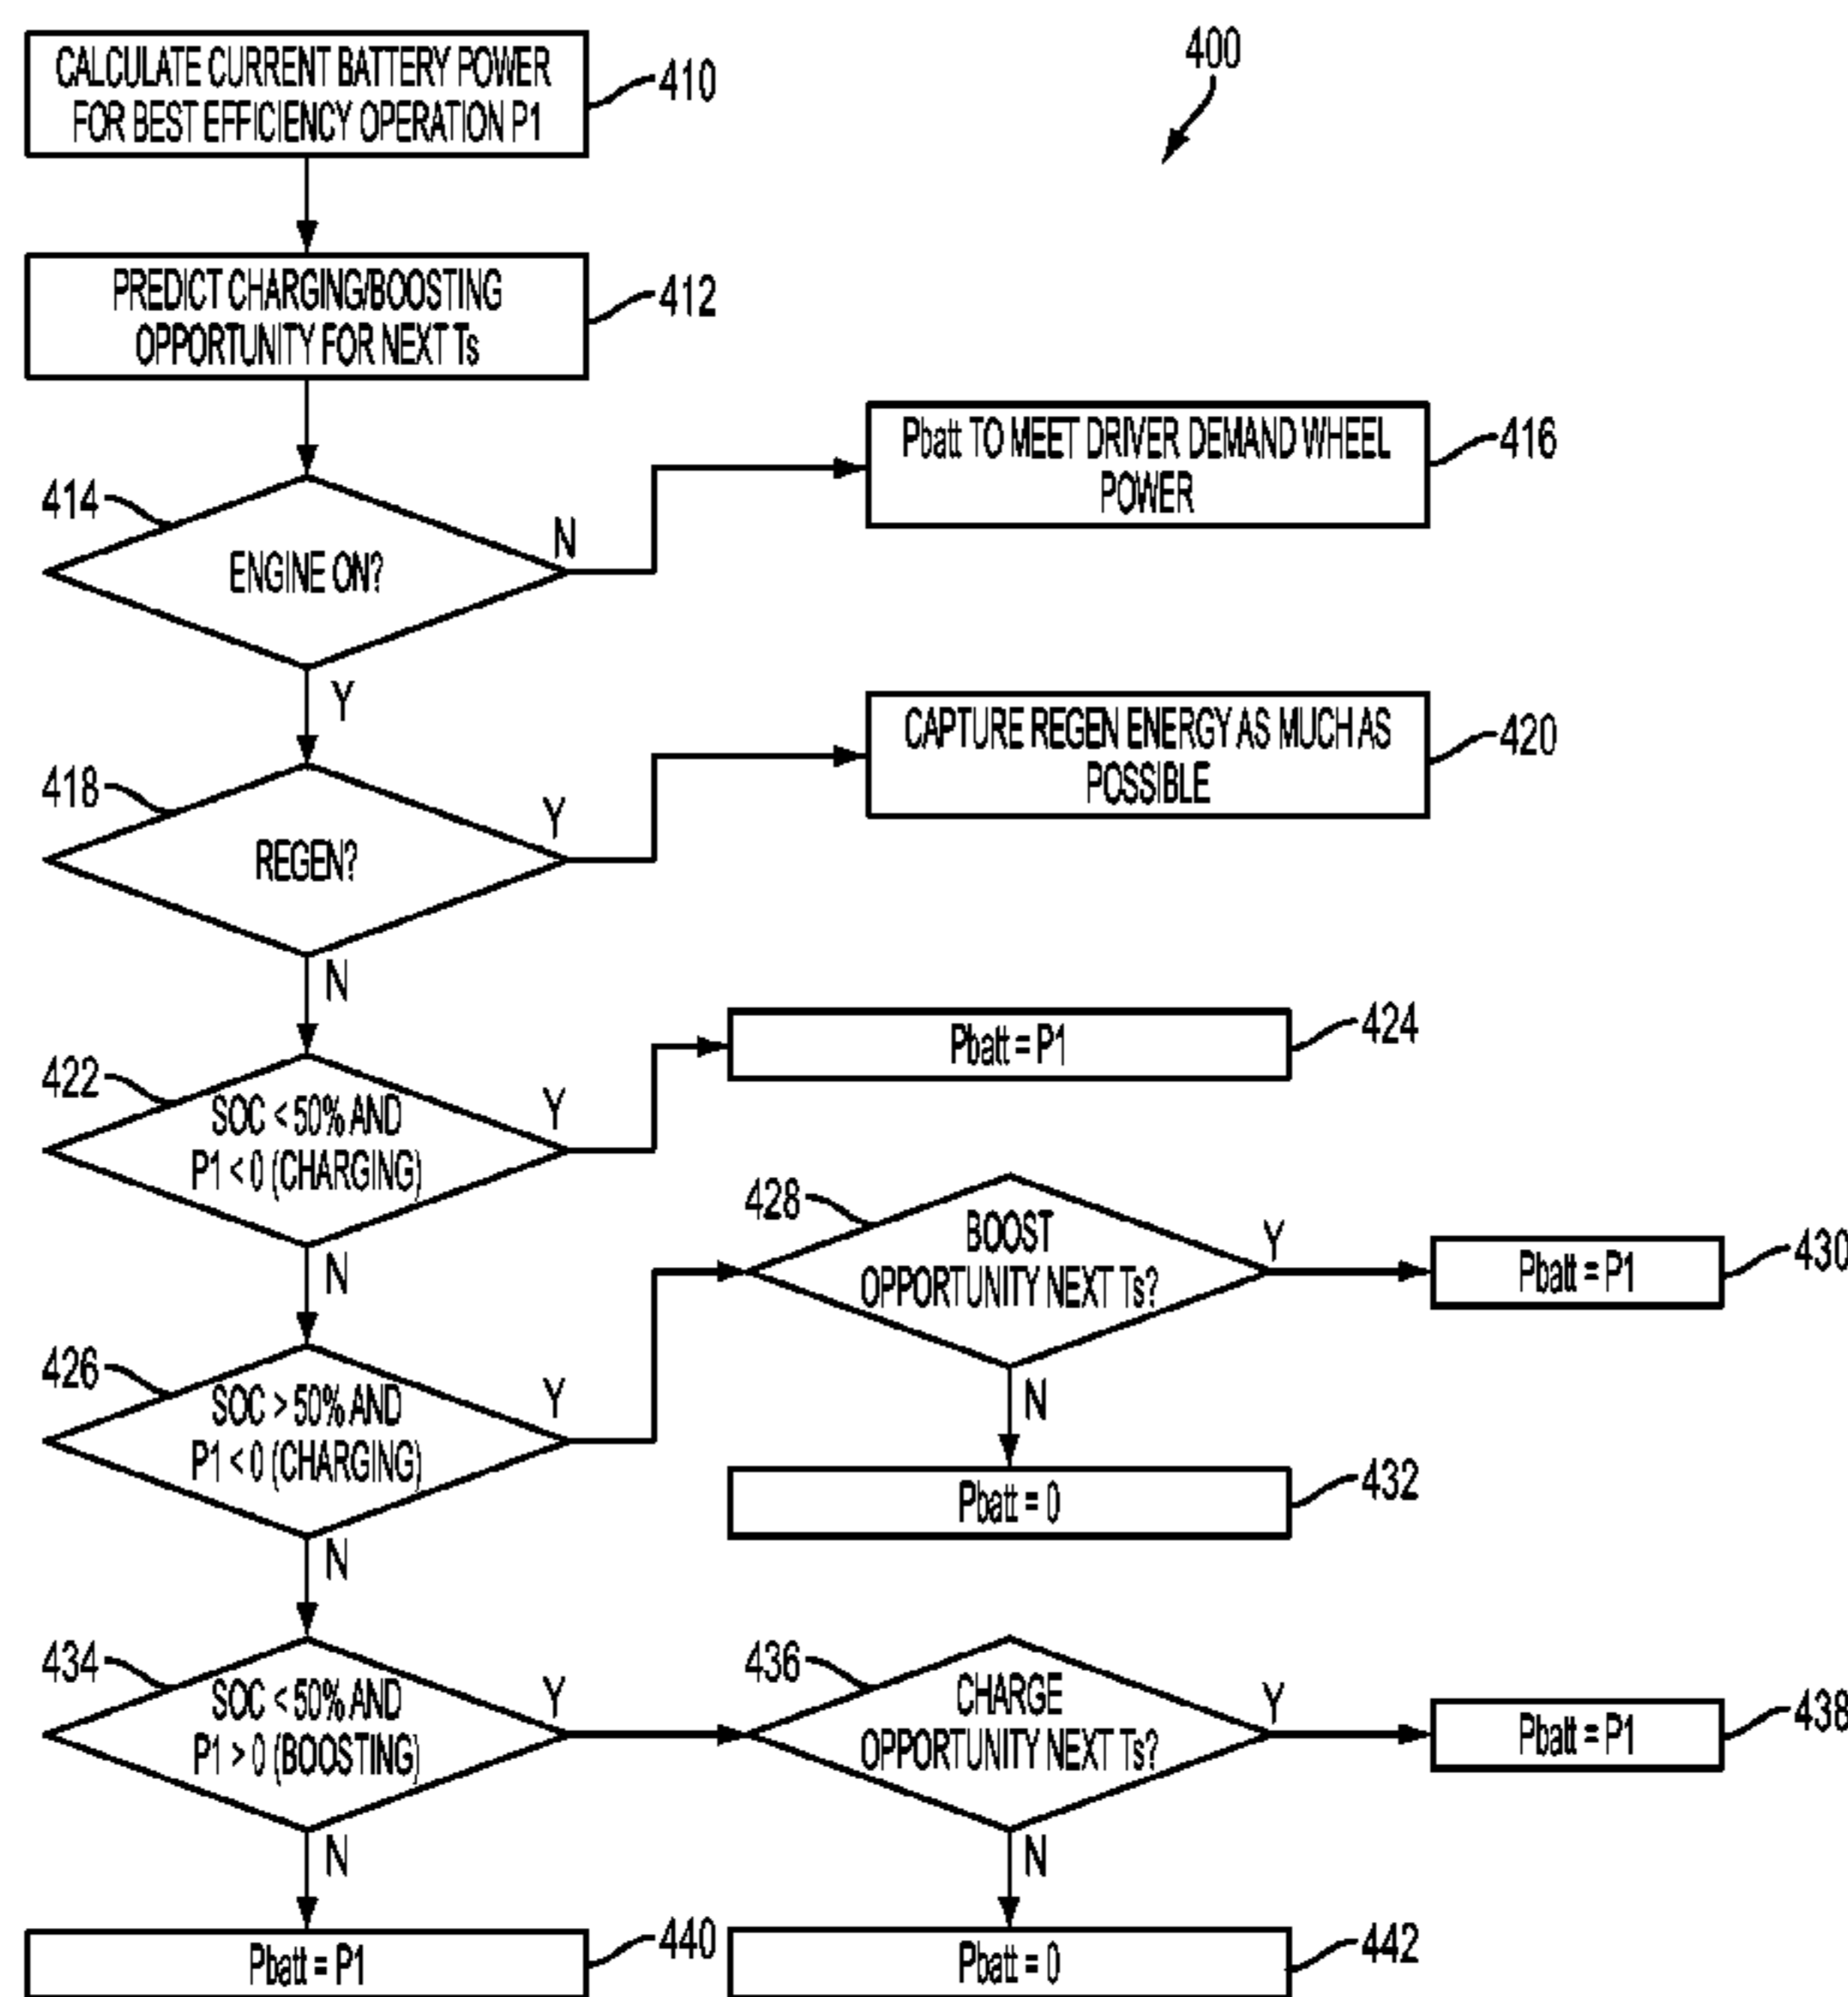 CALCULATE CURRENT BATTERY POWER
FOR BEST EFFICIENCY OPERATION P1
410
400
PREDICT CHARGING/BOOSTING
OPPORTUNITY FOR NEXT Ts
412
414
ENGINE ON?
N
Y
Pbatt TO MEET DRIVER DEMAND WHEEL
POWER
416
418
REGEN?
Y
N
CAPTURE REGEN ENERGY AS MUCH AS
POSSIBLE
420
422
SOC < 50% AND
P1 < 0 (CHARGING)
Y
N
Pbatt = P1
424
426
SOC > 50% AND
P1 < 0 (CHARGING)
Y
N
428
BOOST
OPPORTUNITY NEXT Ts?
Y
N
Pbatt = P1
430
Pbatt = 0
432
434
SOC < 50% AND
P1 > 0 (BOOSTING)
Y
N
436
CHARGE
OPPORTUNITY NEXT Ts?
Y
N
Pbatt = P1
438
Pbatt = P1
440
Pbatt = 0
442